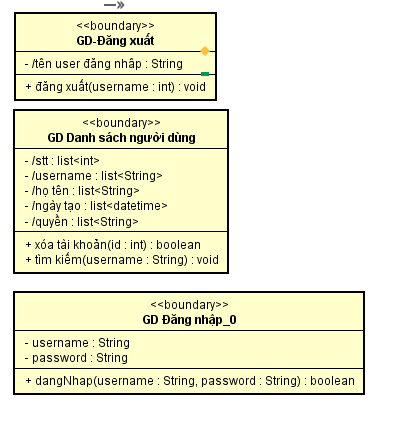 <<boundary>>
GD-Đăng xuất
- /tên user đăng nhập : String
+ đăng xuất(username : int) : void
<<boundary>>
GD Danh sách người dùng
- /stt : list<int>
- /username : list<String>
- /họ tên : list<String>
- /ngày tạo : list<datetime>
- /quyền : list<String>
+ xóa tài khoản(id : int) : boolean
+ tìm kiếm(username : String) : void
<<boundary>>
GD Đăng nhập_0
- username : String
- password : String
+ dangNhap(username : String, password : String) : boolean